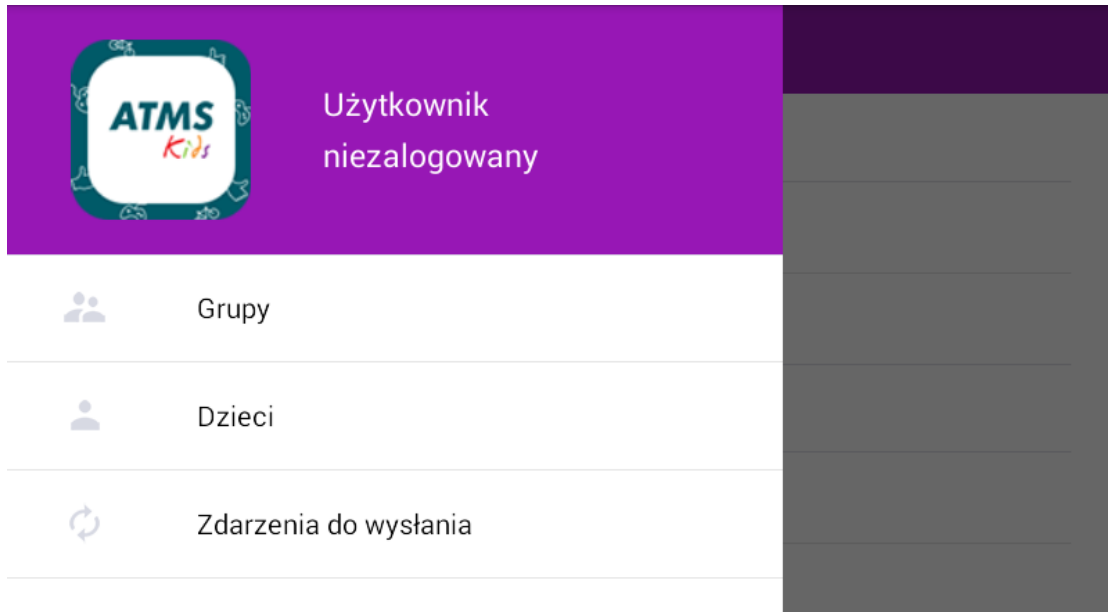 ATMS
Kids
Użytkownik
niezalogowany
Grupy
Dzieci
Zdarzenia do wysłania